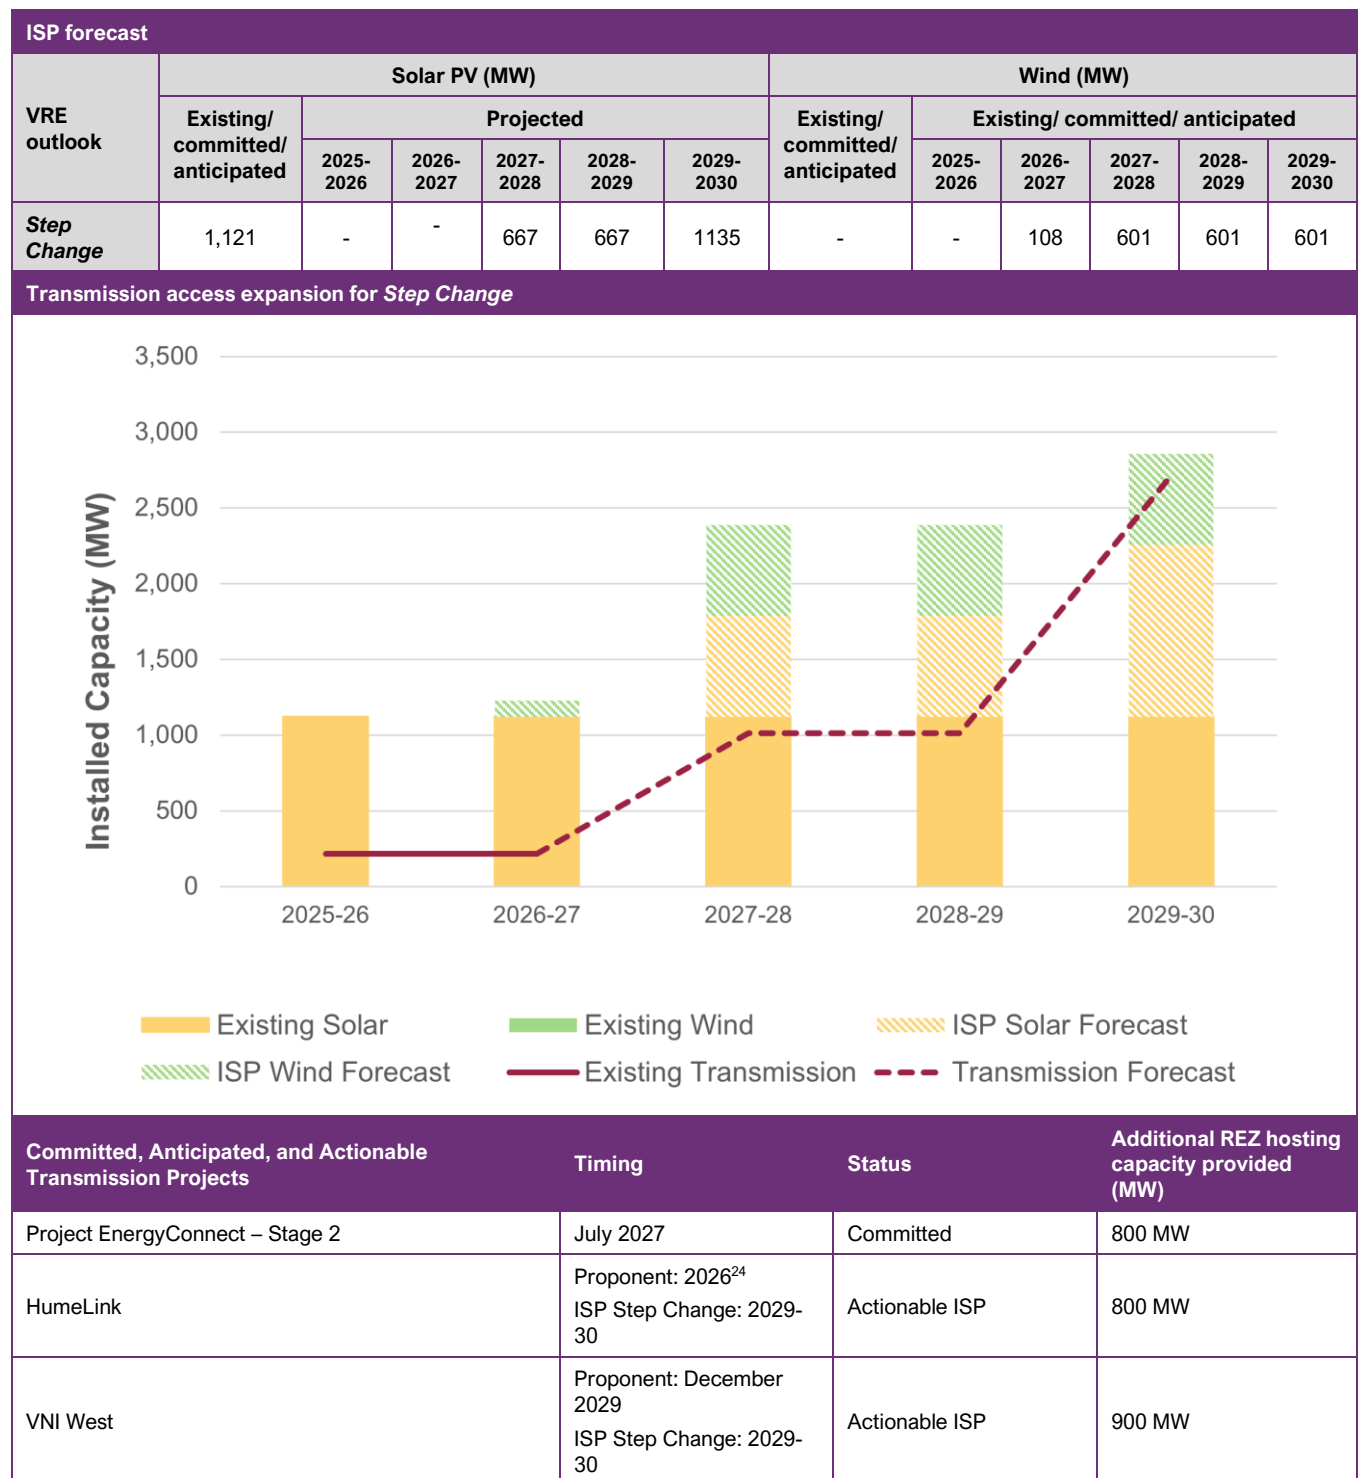 ISP forecast
VRE outlook
Solar PV (MW)
Wind (MW)
Existing/ committed/ anticipated
Projected
Existing/ committed/ anticipated
Existing/ committed/ anticipated
2025-2026
2026-2027
2027-2028
2028-2029
2029-2030
2025-2026
2026-2027
2027-2028
2028-2029
2029-2030
Step Change
1,121
-
-
667
667
1135
-
-
108
601
601
601
Transmission access expansion for Step Change
3,500
3,000
2,500
2,000
1,500
1,000
500
0
Installed Capacity (MW)
2025-26
2026-27
2027-28
2028-29
2029-30
Existing Solar
Existing Wind
ISP Solar Forecast
ISP Wind Forecast
Existing Transmission
Transmission Forecast
Committed, Anticipated, and Actionable
Transmission Projects
Timing
Status
Additional REZ hosting
capacity provided
(MW)
Project EnergyConnect – Stage 2
July 2027
Committed
800 MW
HumeLink
Proponent: 2026²⁴
ISP Step Change: 2029-
30
Actionable ISP
800 MW
VNI West
Proponent: December
2029
ISP Step Change: 2029-
30
Actionable ISP
900 MW